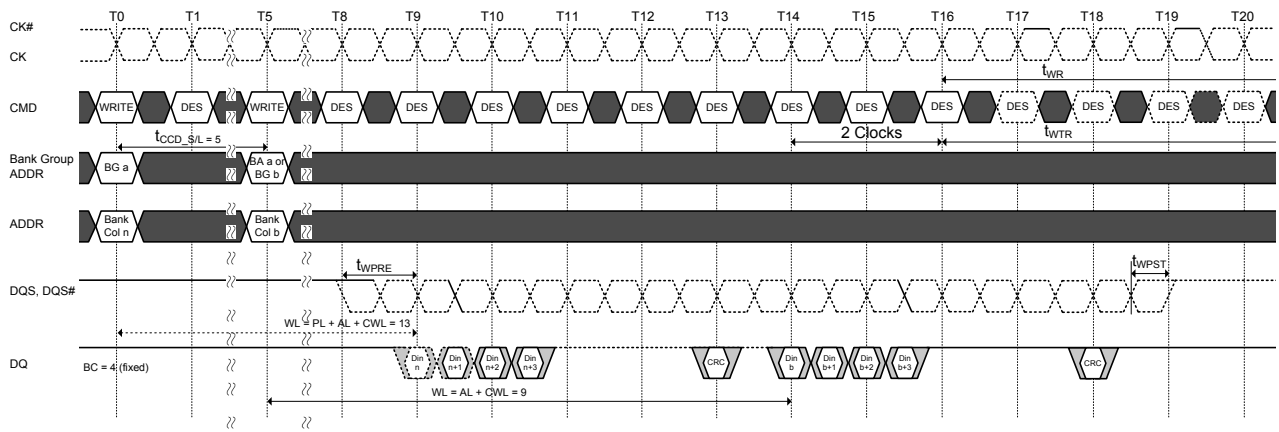 T0 T1 T5 T8 T9 T10 T11 T12 T13 T14 T15 T16 T17 T18 T19 T20
CK#
CK
tWR
CMD WRITE DES WRITE DES DES DES DES DES DES DES DES DES DES DES DES DES
tCCD_S/L = 5
2 Clocks
tWTR
Bank Group
ADDR
BG a
BA a or
BG b
ADDR
Bank
Col n
Bank
Col b
tWPRE
tWPST
DQS, DQS#
WL = PL + AL + CWL = 13
DQ
BC = 4 (fixed)
Din
n
Din
n+1
Din
n+2
Din
n+3
CRC
Din
b
Din
b+1
Din
b+2
Din
b+3
CRC
WL = AL + CWL = 9